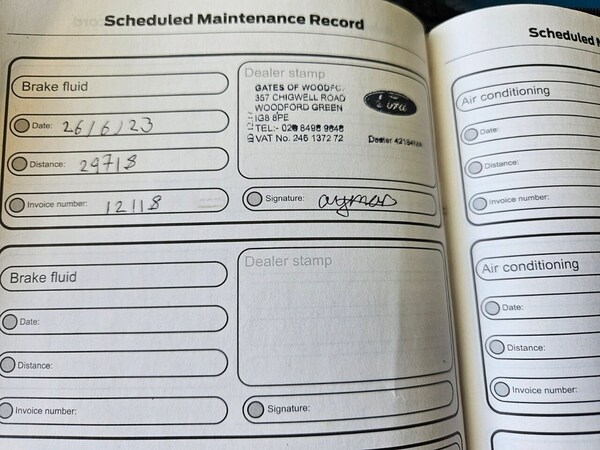 Scheduled Maintenance Record
Brake fluid
Date: 26/6/23
Distance: 29718
Invoice number: 12118
Dealer stamp
GATES OF
357 CHIGWELL ROAD
WOODFORD GREEN
IG8 8PE
TEL:- 020 8498 9848
VAT No. 246 1372 72
Ford
Dealer
Signature:
Brake fluid
Date:
Distance:
Invoice number:
Dealer stamp
Signature:
Scheduled
Air conditioning
Date:
Distance:
Invoice number:
Air conditioning
Date:
Distance:
Invoice number: